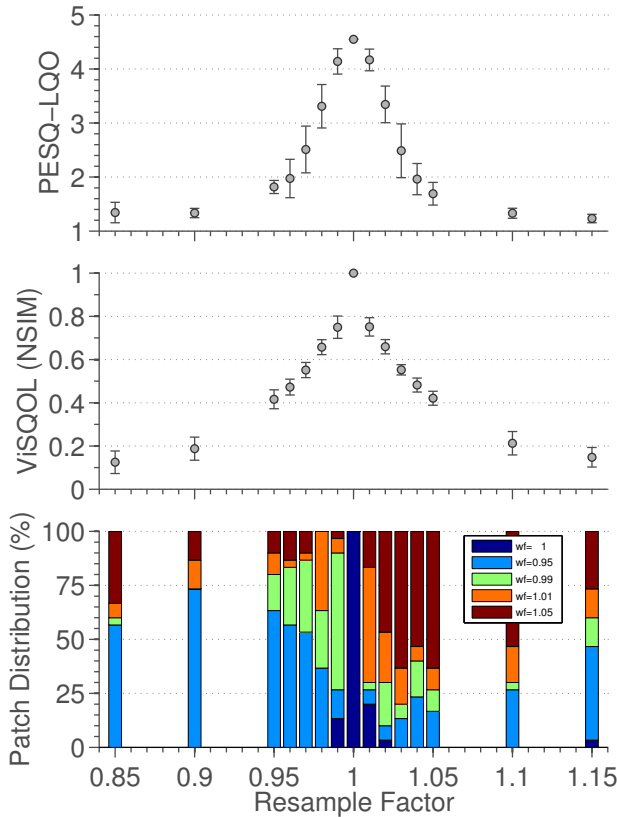 5
4
3
2
1
PESQ−LQO
1
0.8
0.6
0.4
0.2
0
ViSQOL (NSIM)
100
75
50
25
0
Patch Distribution (%)
wf= 1
wf=0.95
wf=0.99
wf=1.01
wf=1.05
0.85 0.9 0.95 1 1.05 1.1 1.15
Resample Factor